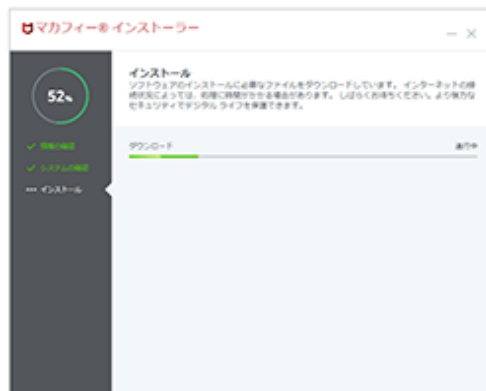 マカフィー® インストーラー
52%
インストール
ソフトウェアのインストールに必要なファイルをダウンロードしています。 インターネットの接
続状況によっては、処理に時間がかかる場合があります。 しばらくお待ちください。より強力な
セキュリティでデジタル ライフを保護できます。
情報の確認
システムの確認
インストール
ダウンロード
進行中